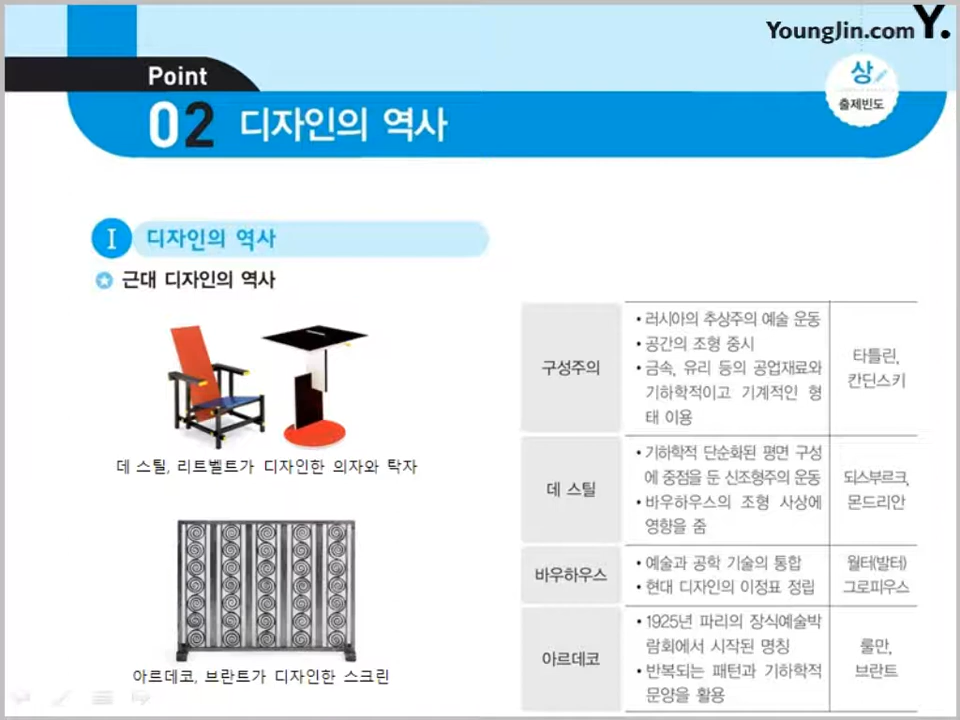 YoungJin.com Y.
Point
02 디자인의 역사
상
출제빈도
I 디자인의 역사
근대 디자인의 역사
데 스틸, 리트벨트가 디자인한 의자와 탁자
아르데코, 브란트가 디자인한 스크린
구성주의
• 러시아의 추상주의 예술 운동
• 공간의 조형 중시
• 금속, 유리 등의 공업재료와
기하학적이고 기계적인 형
태 이용
타틀린,
칸딘스키
데 스틸
• 기하학적 단순화된 평면 구성
에 중점을 둔 신조형주의 운동
• 바우하우스의 조형 사상에
영향을 줌
되스부르크,
몬드리안
바우하우스
• 예술과 공학 기술의 통합
• 현대 디자인의 이정표 정립
월터(발터)
그로피우스
아르데코
• 1925년 파리의 장식예술박
람회에서 시작된 명칭
• 반복되는 패턴과 기하학적
문양을 활용
룰만,
브란트